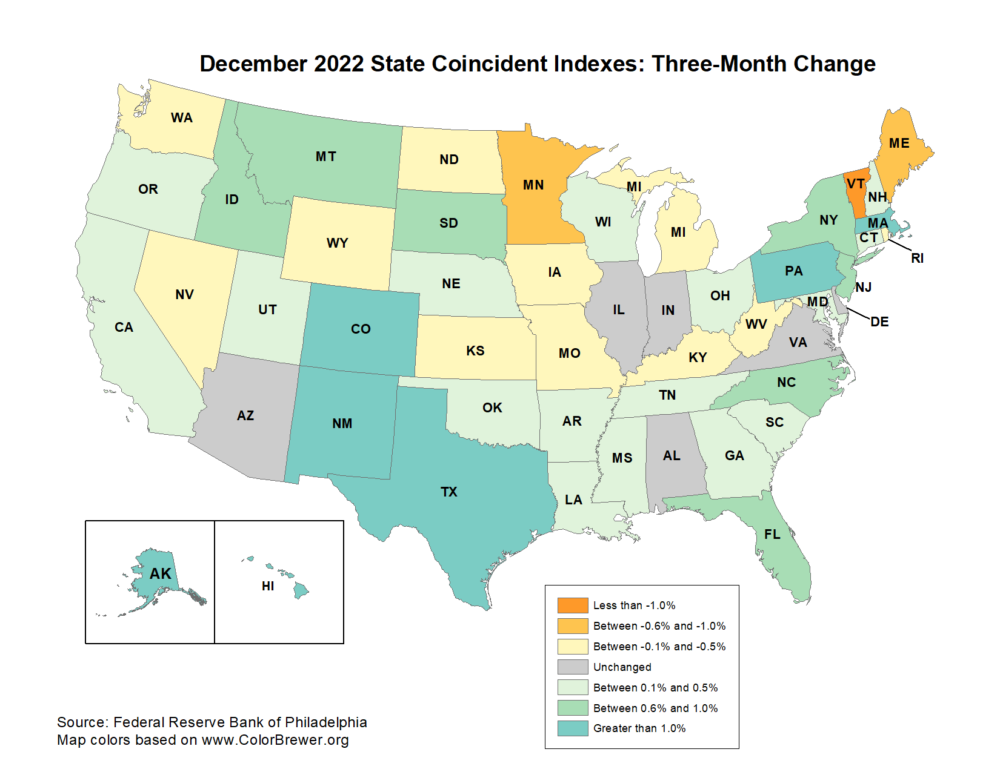 December 2022 State Coincident Indexes: Three-Month Change
WA
MT
ND
MN
ME
OR
ID
SD
WI
MI
MI
VT
NH
NY
MA
CT
RI
WY
IA
NE
PA
NJ
NV
UT
CO
IL
IN
OH
MD
DE
CA
KS
MO
WV
VA
KY
NC
AZ
NM
OK
AR
TN
SC
TX
LA
MS
AL
GA
FL
AK
HI
Less than -1.0%
Between -0.6% and -1.0%
Between -0.1% and -0.5%
Unchanged
Between 0.1% and 0.5%
Between 0.6% and 1.0%
Greater than 1.0%
Source: Federal Reserve Bank of Philadelphia
Map colors based on www.ColorBrewer.org